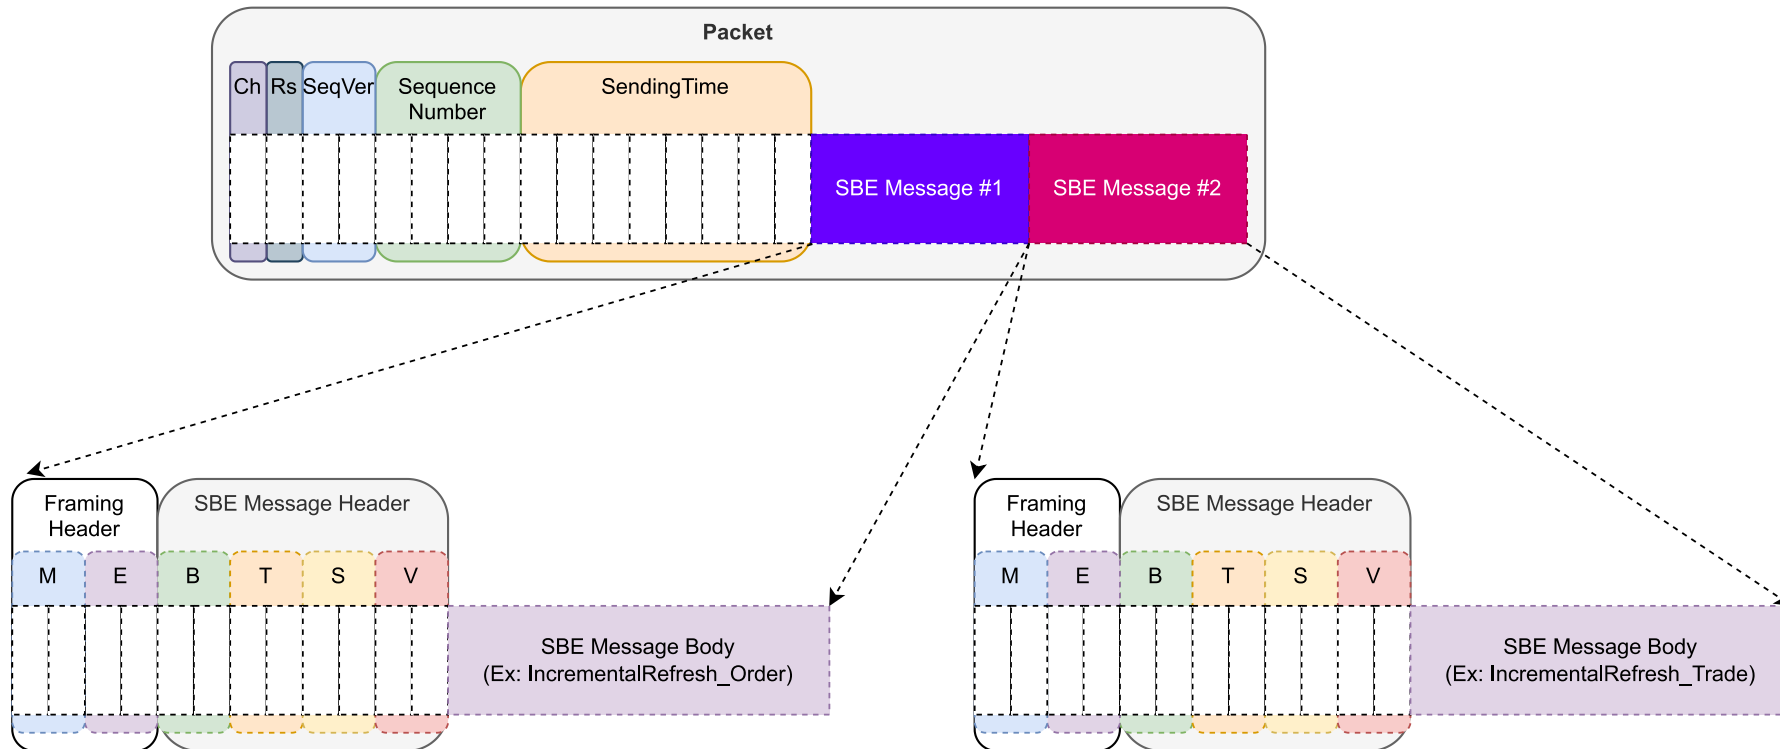 Packet
Ch
Rs
SeqVer
Sequence
Number
SendingTime
SBE Message #1
SBE Message #2
Framing
Header
SBE Message Header
M
E
B
T
S
V
SBE Message Body
(Ex: IncrementalRefresh_Order)
Framing
Header
SBE Message Header
M
E
B
T
S
V
SBE Message Body
(Ex: IncrementalRefresh_Trade)